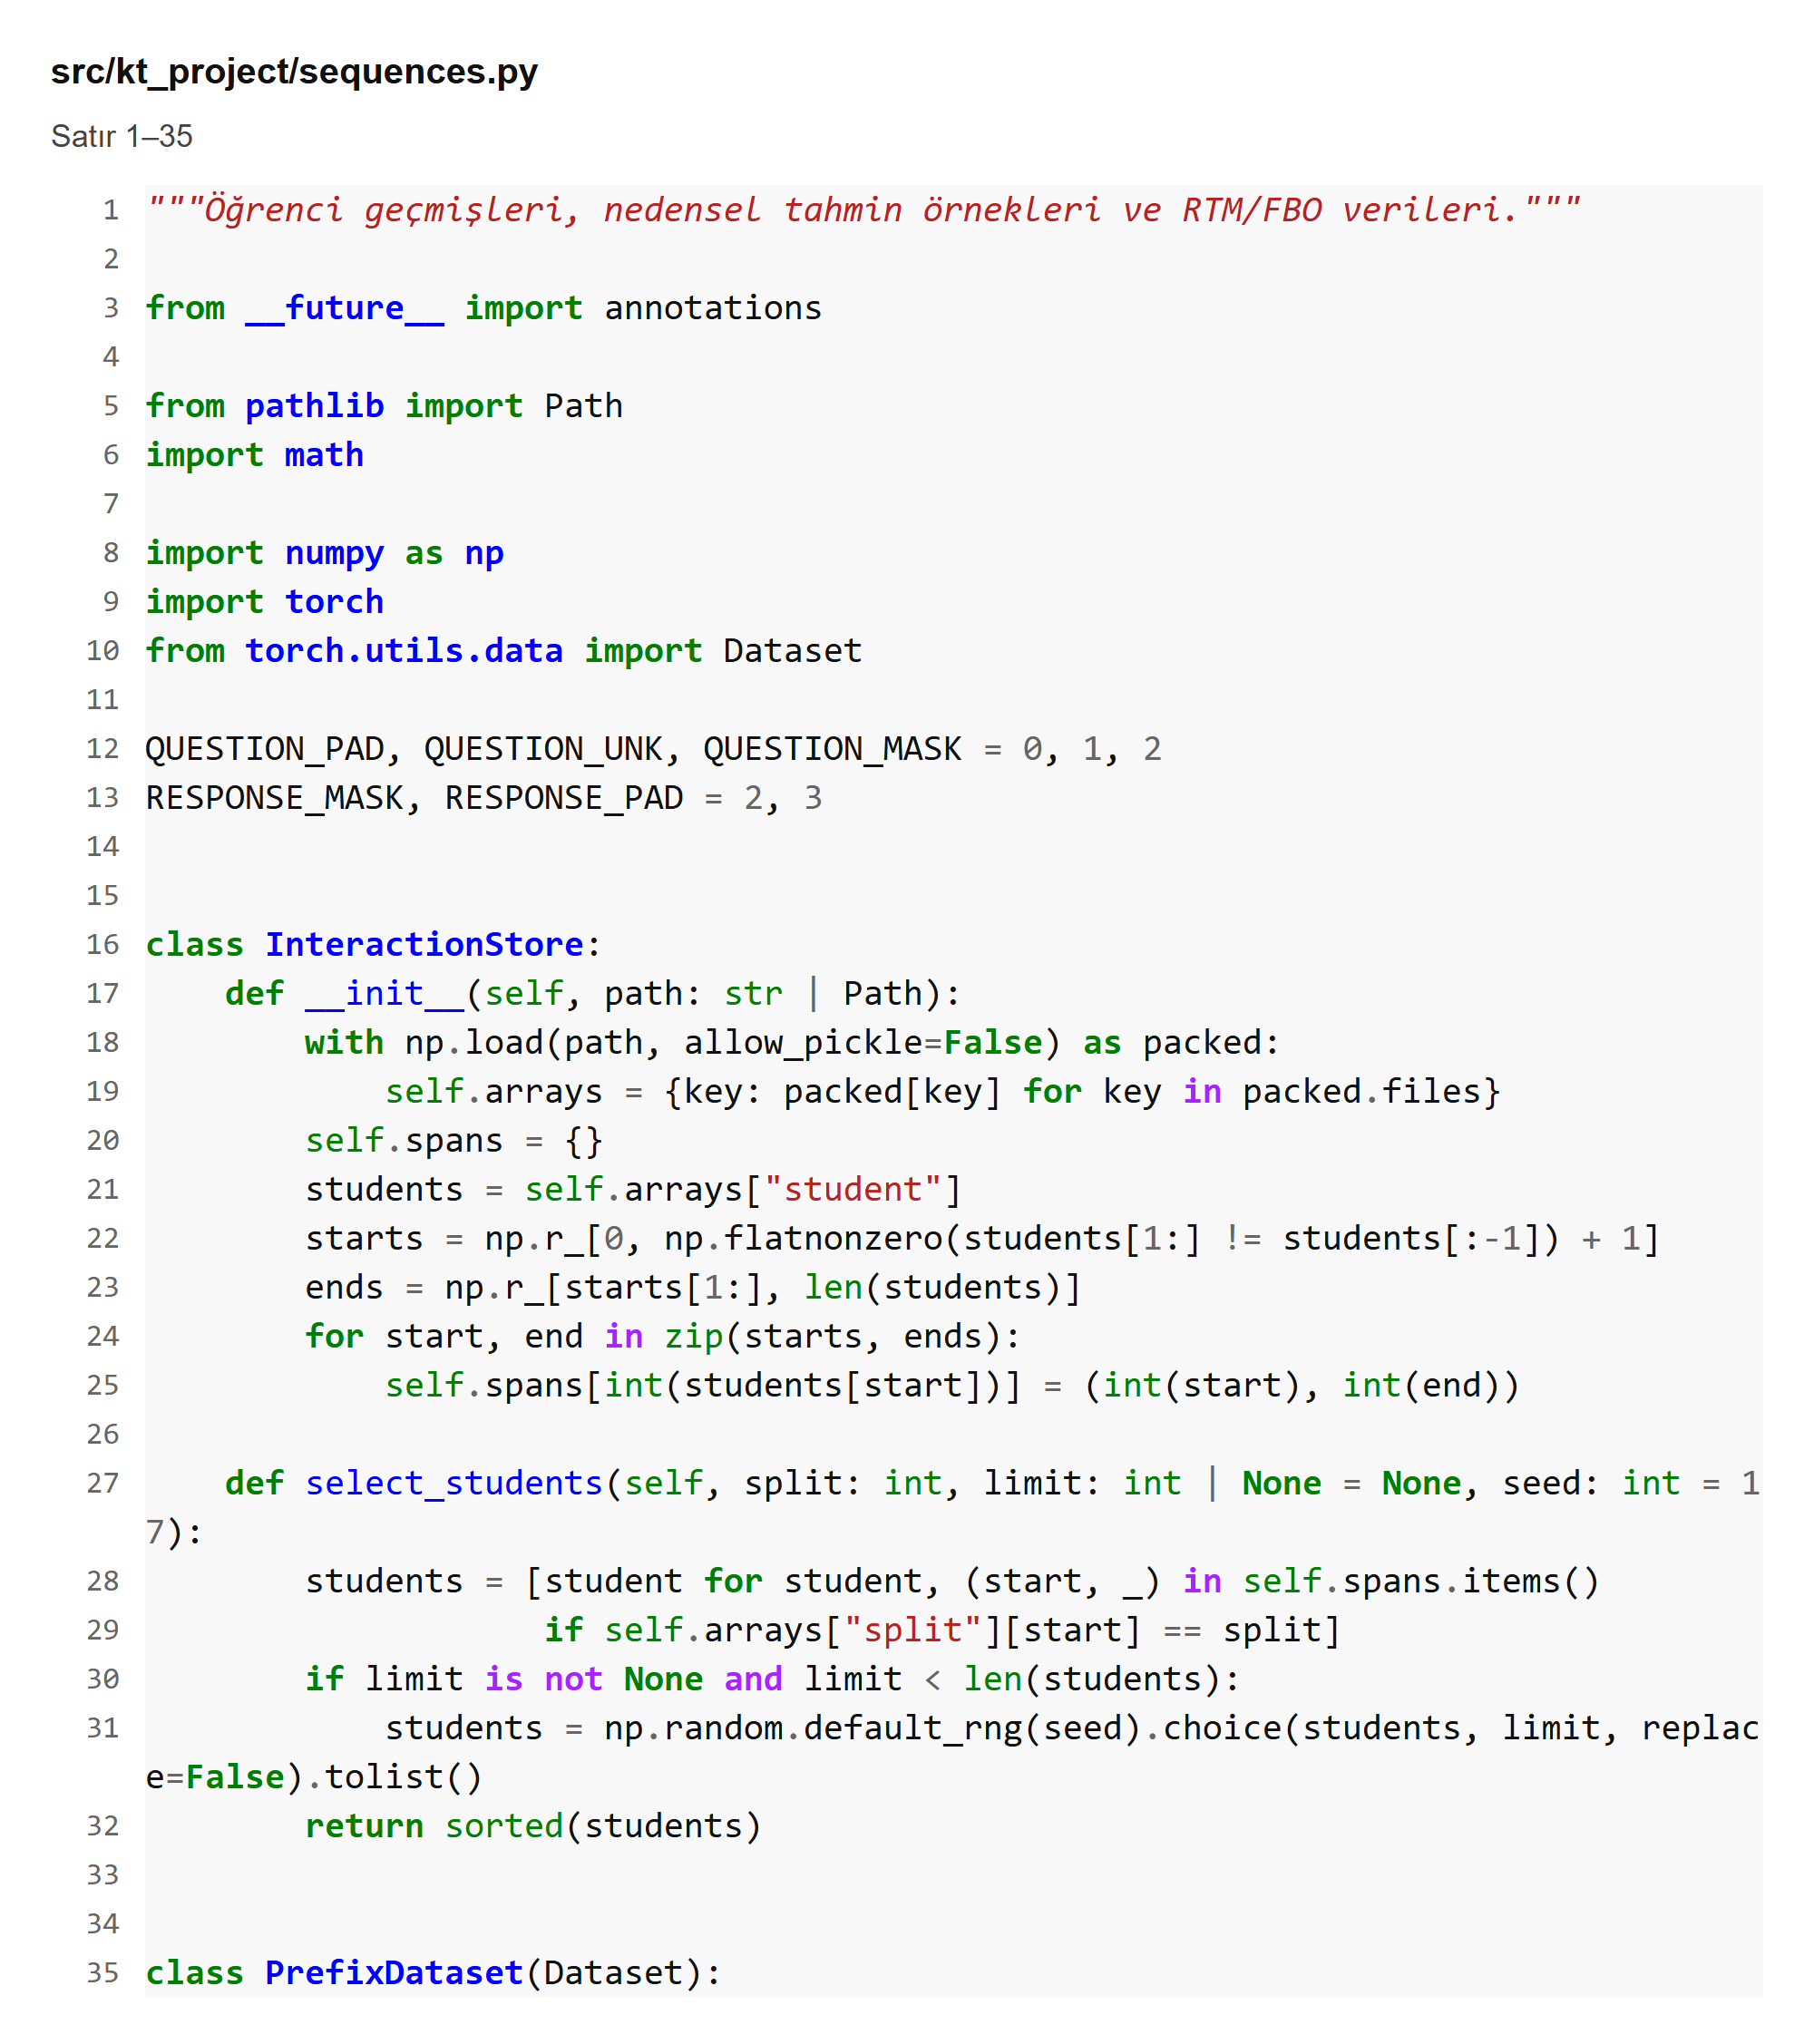 src/kt_project/sequences.py
Satır 1–35
1 """Öğrenci geçmişleri, nedensel tahmin örnekleri ve RTM/FBO verileri."""
2
3 from __future__ import annotations
4
5 from pathlib import Path
6 import math
7
8 import numpy as np
9 import torch
10 from torch.utils.data import Dataset
11
12 QUESTION_PAD, QUESTION_UNK, QUESTION_MASK = 0, 1, 2
13 RESPONSE_MASK, RESPONSE_PAD = 2, 3
14
15
16 class InteractionStore:
17     def __init__(self, path: str | Path):
18         with np.load(path, allow_pickle=False) as packed:
19             self.arrays = {key: packed[key] for key in packed.files}
20         self.spans = {}
21         students = self.arrays["student"]
22         starts = np.r_[0, np.flatnonzero(students[1:] != students[:-1]) + 1]
23         ends = np.r_[starts[1:], len(students)]
24         for start, end in zip(starts, ends):
25             self.spans[int(students[start])] = (int(start), int(end))
26
27     def select_students(self, split: int, limit: int | None = None, seed: int = 1
7):
28         students = [student for student, (start, _) in self.spans.items()
29                     if self.arrays["split"][start] == split]
30         if limit is not None and limit < len(students):
31             students = np.random.default_rng(seed).choice(students, limit, replac
e=False).tolist()
32         return sorted(students)
33
34
35 class PrefixDataset(Dataset):